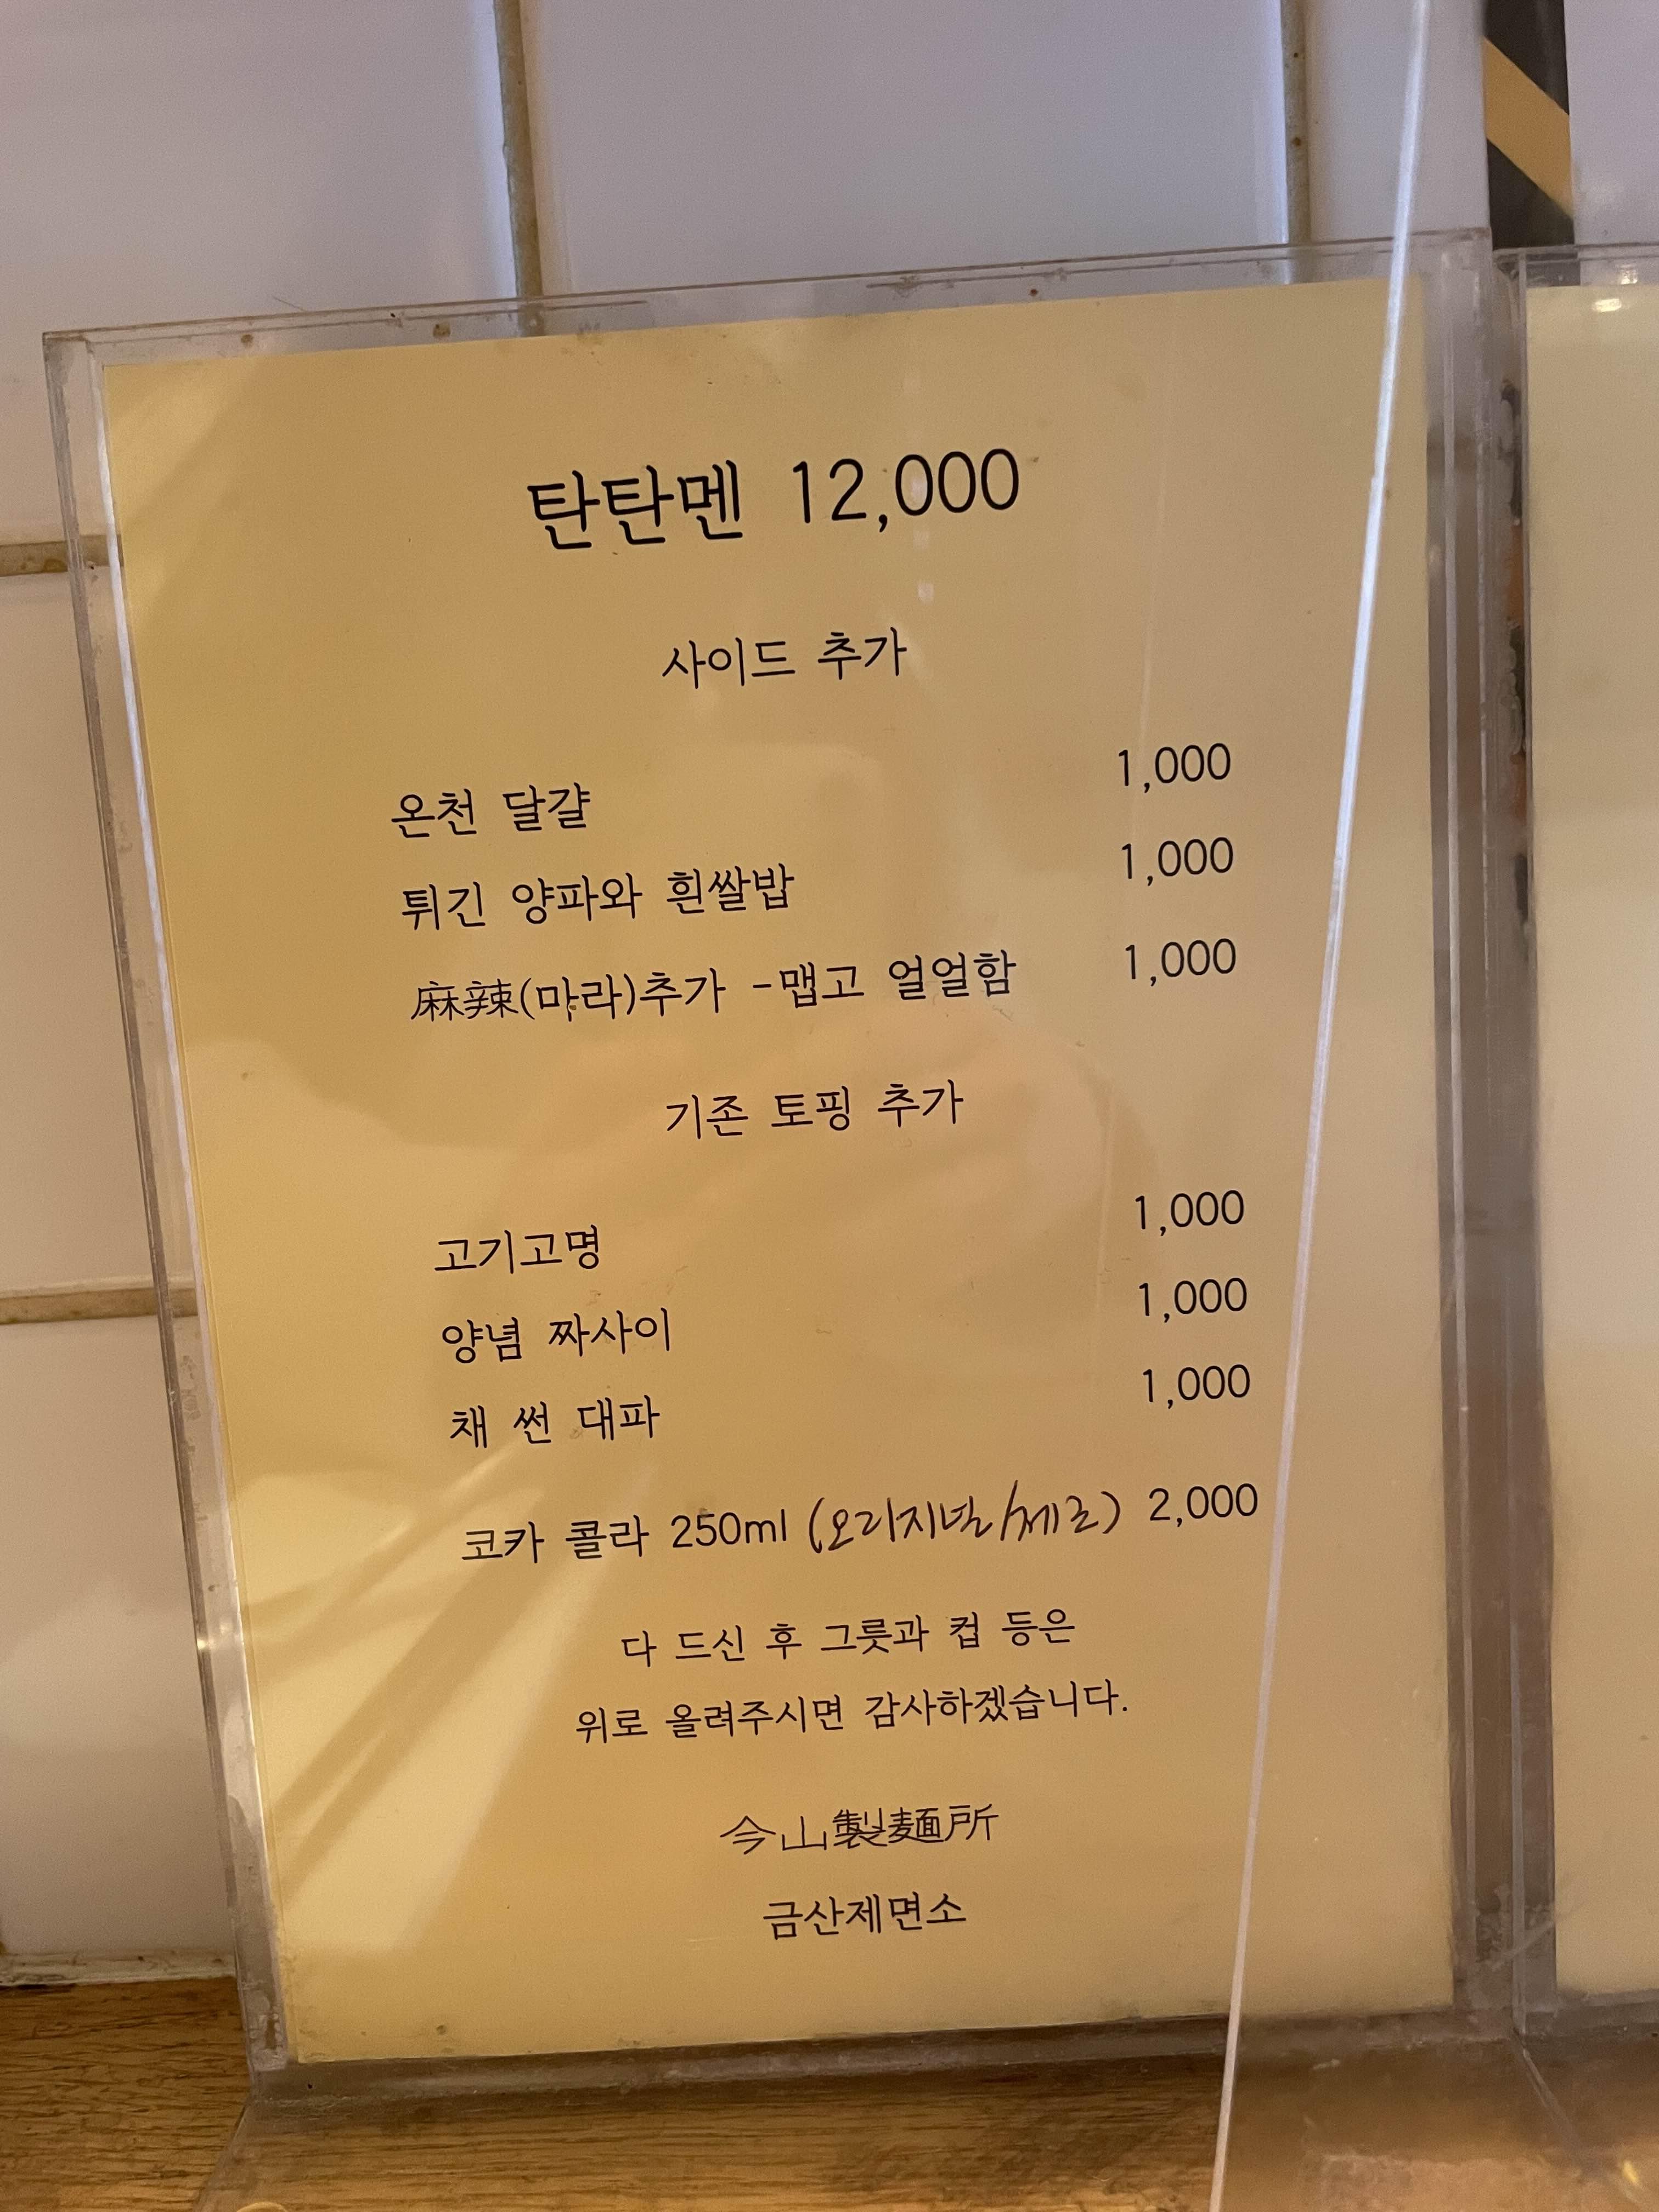 탄탄멘 12,000
사이드 추가
온천 달걀 1,000
튀긴 양파와 흰쌀밥 1,000
麻辣(마라)추가 -맵고 얼얼함 1,000
기존 토핑 추가
고기고명 1,000
양념 짜사이 1,000
채 썬 대파 1,000
코카 콜라 250ml (오리지널/제로) 2,000
다 드신 후 그릇과 컵 등은
위로 올려주시면 감사하겠습니다.
今山製麺所
금산제면소